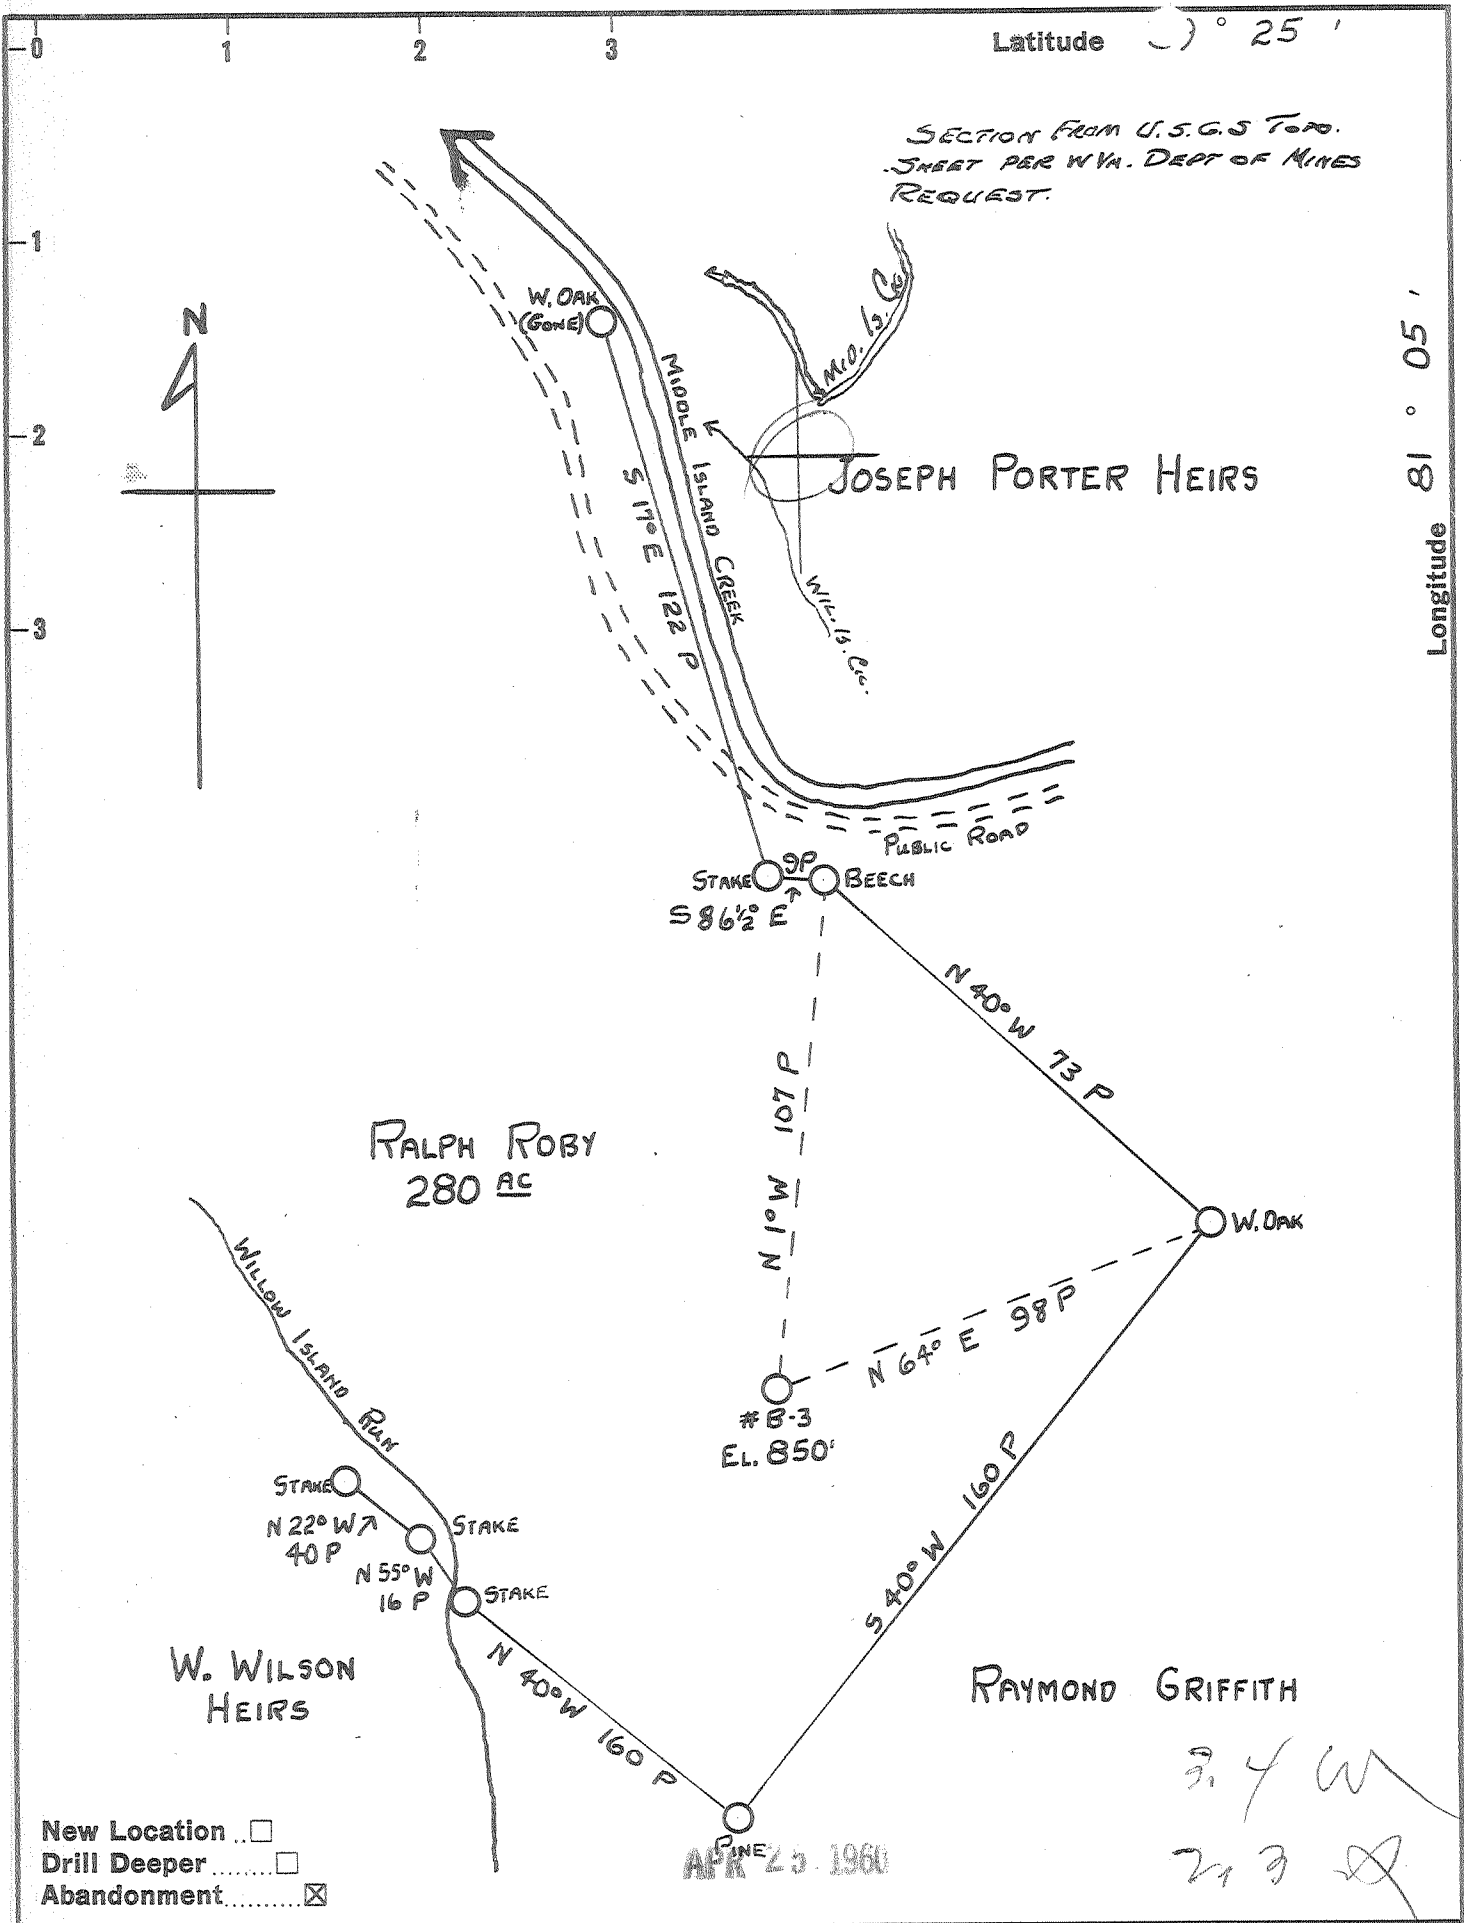 0 1 2 3
Latitude ° 25 '
SECTION FROM U.S.G.S TOPO.
SHEET PER W VA. DEPT OF MINES
REQUEST.
1
W. OAK
(GONE)
MID. IS. CK.
N
81 ° 05 '
Longitude
2
MIDDLE ISLAND CREEK
JOSEPH PORTER HEIRS
S 17° E 122 P
WIL. IS. CK.
3
PUBLIC ROAD
STAKE
9P
BEECH
S 86½° E
N 40° W 73 P
N 1° W 107 P
RALPH ROBY
280 AC
W. OAK
WILLOW ISLAND RUN
N 64° E 98 P
#B-3
EL. 850'
STAKE
N 22° W
40 P
STAKE
N 55° W
16 P
STAKE
S 40° W 160 P
W. WILSON
HEIRS
N 40° W 160 P
RAYMOND GRIFFITH
3.4 W
New Location
PINE
Drill Deeper
APR 25 1960
Abandonment ☒